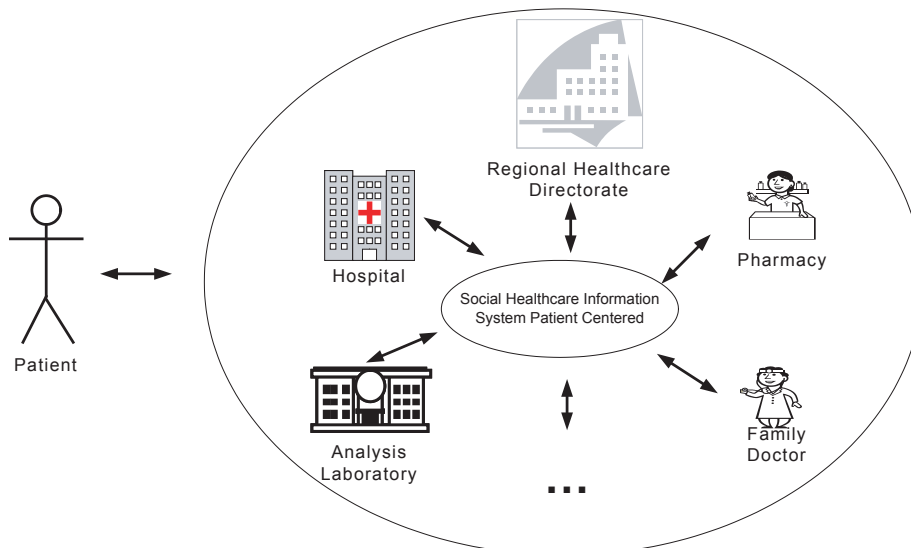 Regional Healthcare
Directorate
Hospital
Pharmacy
Social Healthcare Information
System Patient Centered
Patient
Analysis
Laboratory
Family
Doctor
...